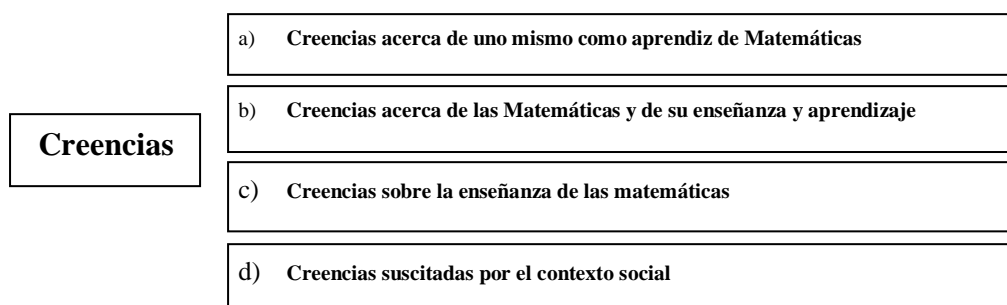 Creencias
a) Creencias acerca de uno mismo como aprendiz de Matemáticas
b) Creencias acerca de las Matemáticas y de su enseñanza y aprendizaje
c) Creencias sobre la enseñanza de las matemáticas
d) Creencias suscitadas por el contexto social